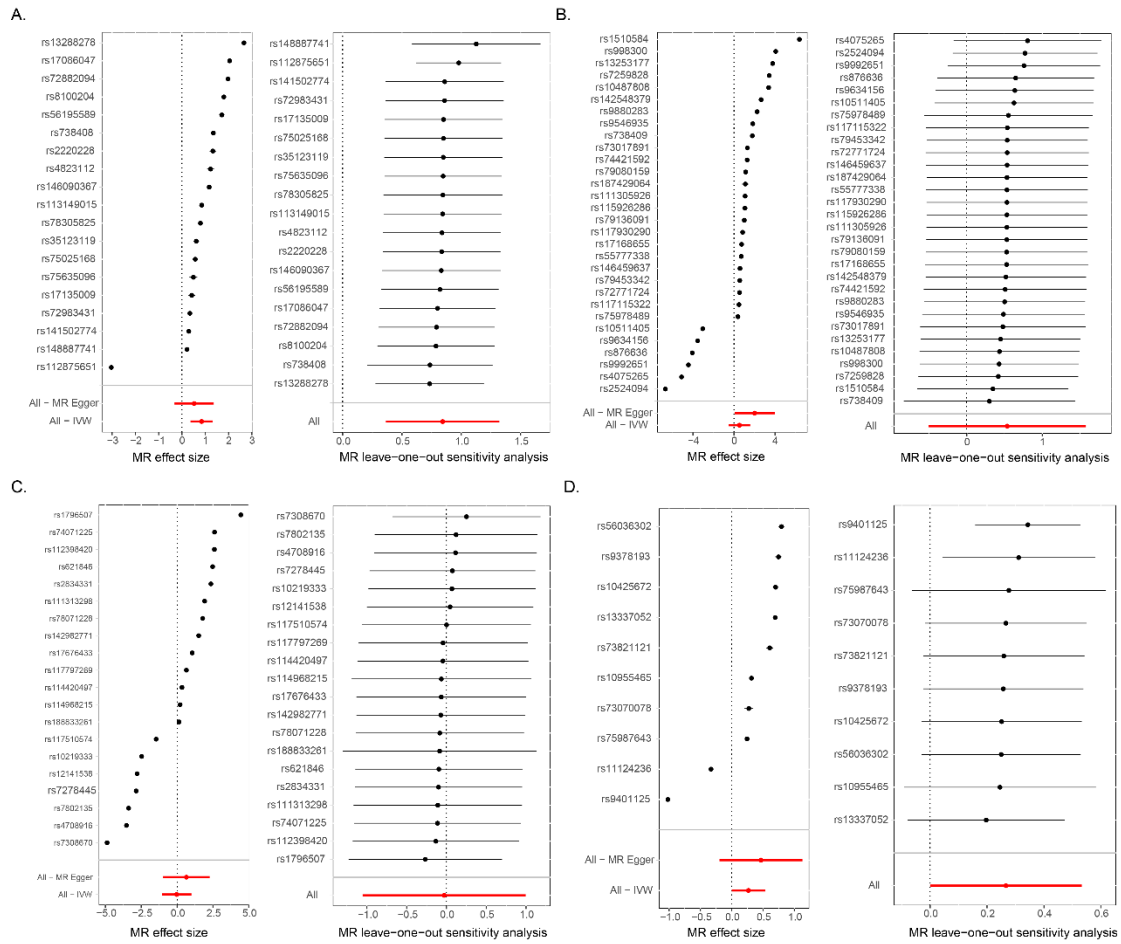 A.
rs13288278
rs17086047
rs72882094
rs8100204
rs56195589
rs738408
rs2220228
rs4823112
rs146090367
rs113149015
rs78305825
rs35123119
rs75025168
rs75635096
rs17135009
rs72983431
rs141502774
rs148887741
rs112875651
All − MR Egger
All − IVW
−3 −2 −1 0 1 2 3
MR effect size
rs148887741
rs112875651
rs141502774
rs72983431
rs17135009
rs75025168
rs35123119
rs75635096
rs78305825
rs113149015
rs4823112
rs2220228
rs146090367
rs56195589
rs17086047
rs72882094
rs8100204
rs738408
rs13288278
All
0.0 0.5 1.0 1.5
MR leave−one−out sensitivity analysis
B.
rs1510584
rs998300
rs13253177
rs7259828
rs10487808
rs142548379
rs9880283
rs9546935
rs738409
rs73017891
rs74421592
rs79080159
rs187429064
rs111305926
rs115926286
rs79136091
rs117930290
rs17168655
rs55777338
rs146459637
rs79453342
rs72771724
rs117115322
rs75978489
rs10511405
rs9634156
rs876636
rs9992651
rs4075265
rs2524094
All − MR Egger
All − IVW
−4 0 4
MR effect size
rs4075265
rs2524094
rs9992651
rs876636
rs9634156
rs10511405
rs75978489
rs117115322
rs79453342
rs72771724
rs146459637
rs187429064
rs55777338
rs117930290
rs115926286
rs111305926
rs79136091
rs79080159
rs17168655
rs142548379
rs74421592
rs9880283
rs9546935
rs73017891
rs13253177
rs10487808
rs998300
rs7259828
rs1510584
rs738409
All
0 1
MR leave−one−out sensitivity analysis
C.
rs1796507
rs74071225
rs112398420
rs621846
rs2834331
rs111313298
rs78071228
rs142982771
rs17676433
rs117797269
rs114420497
rs114968215
rs188833261
rs117510574
rs10219333
rs12141538
rs7278445
rs7802135
rs4708916
rs7308670
All − MR Egger
All − IVW
−5.0 −2.5 0.0 2.5 5.0
MR effect size
rs7308670
rs7802135
rs4708916
rs7278445
rs10219333
rs12141538
rs117510574
rs117797269
rs114420497
rs114968215
rs17676433
rs142982771
rs78071228
rs188833261
rs621846
rs2834331
rs111313298
rs74071225
rs112398420
rs1796507
All
−1.0 −0.5 0.0 0.5 1.0
MR leave−one−out sensitivity analysis
D.
rs56036302
rs9378193
rs10425672
rs13337052
rs73821121
rs10955465
rs73070078
rs75987643
rs11124236
rs9401125
All − MR Egger
All − IVW
−1.0 −0.5 0.0 0.5 1.0
MR effect size
rs9401125
rs11124236
rs75987643
rs73070078
rs73821121
rs9378193
rs10425672
rs56036302
rs10955465
rs13337052
All
0.0 0.2 0.4 0.6
MR leave−one−out sensitivity analysis